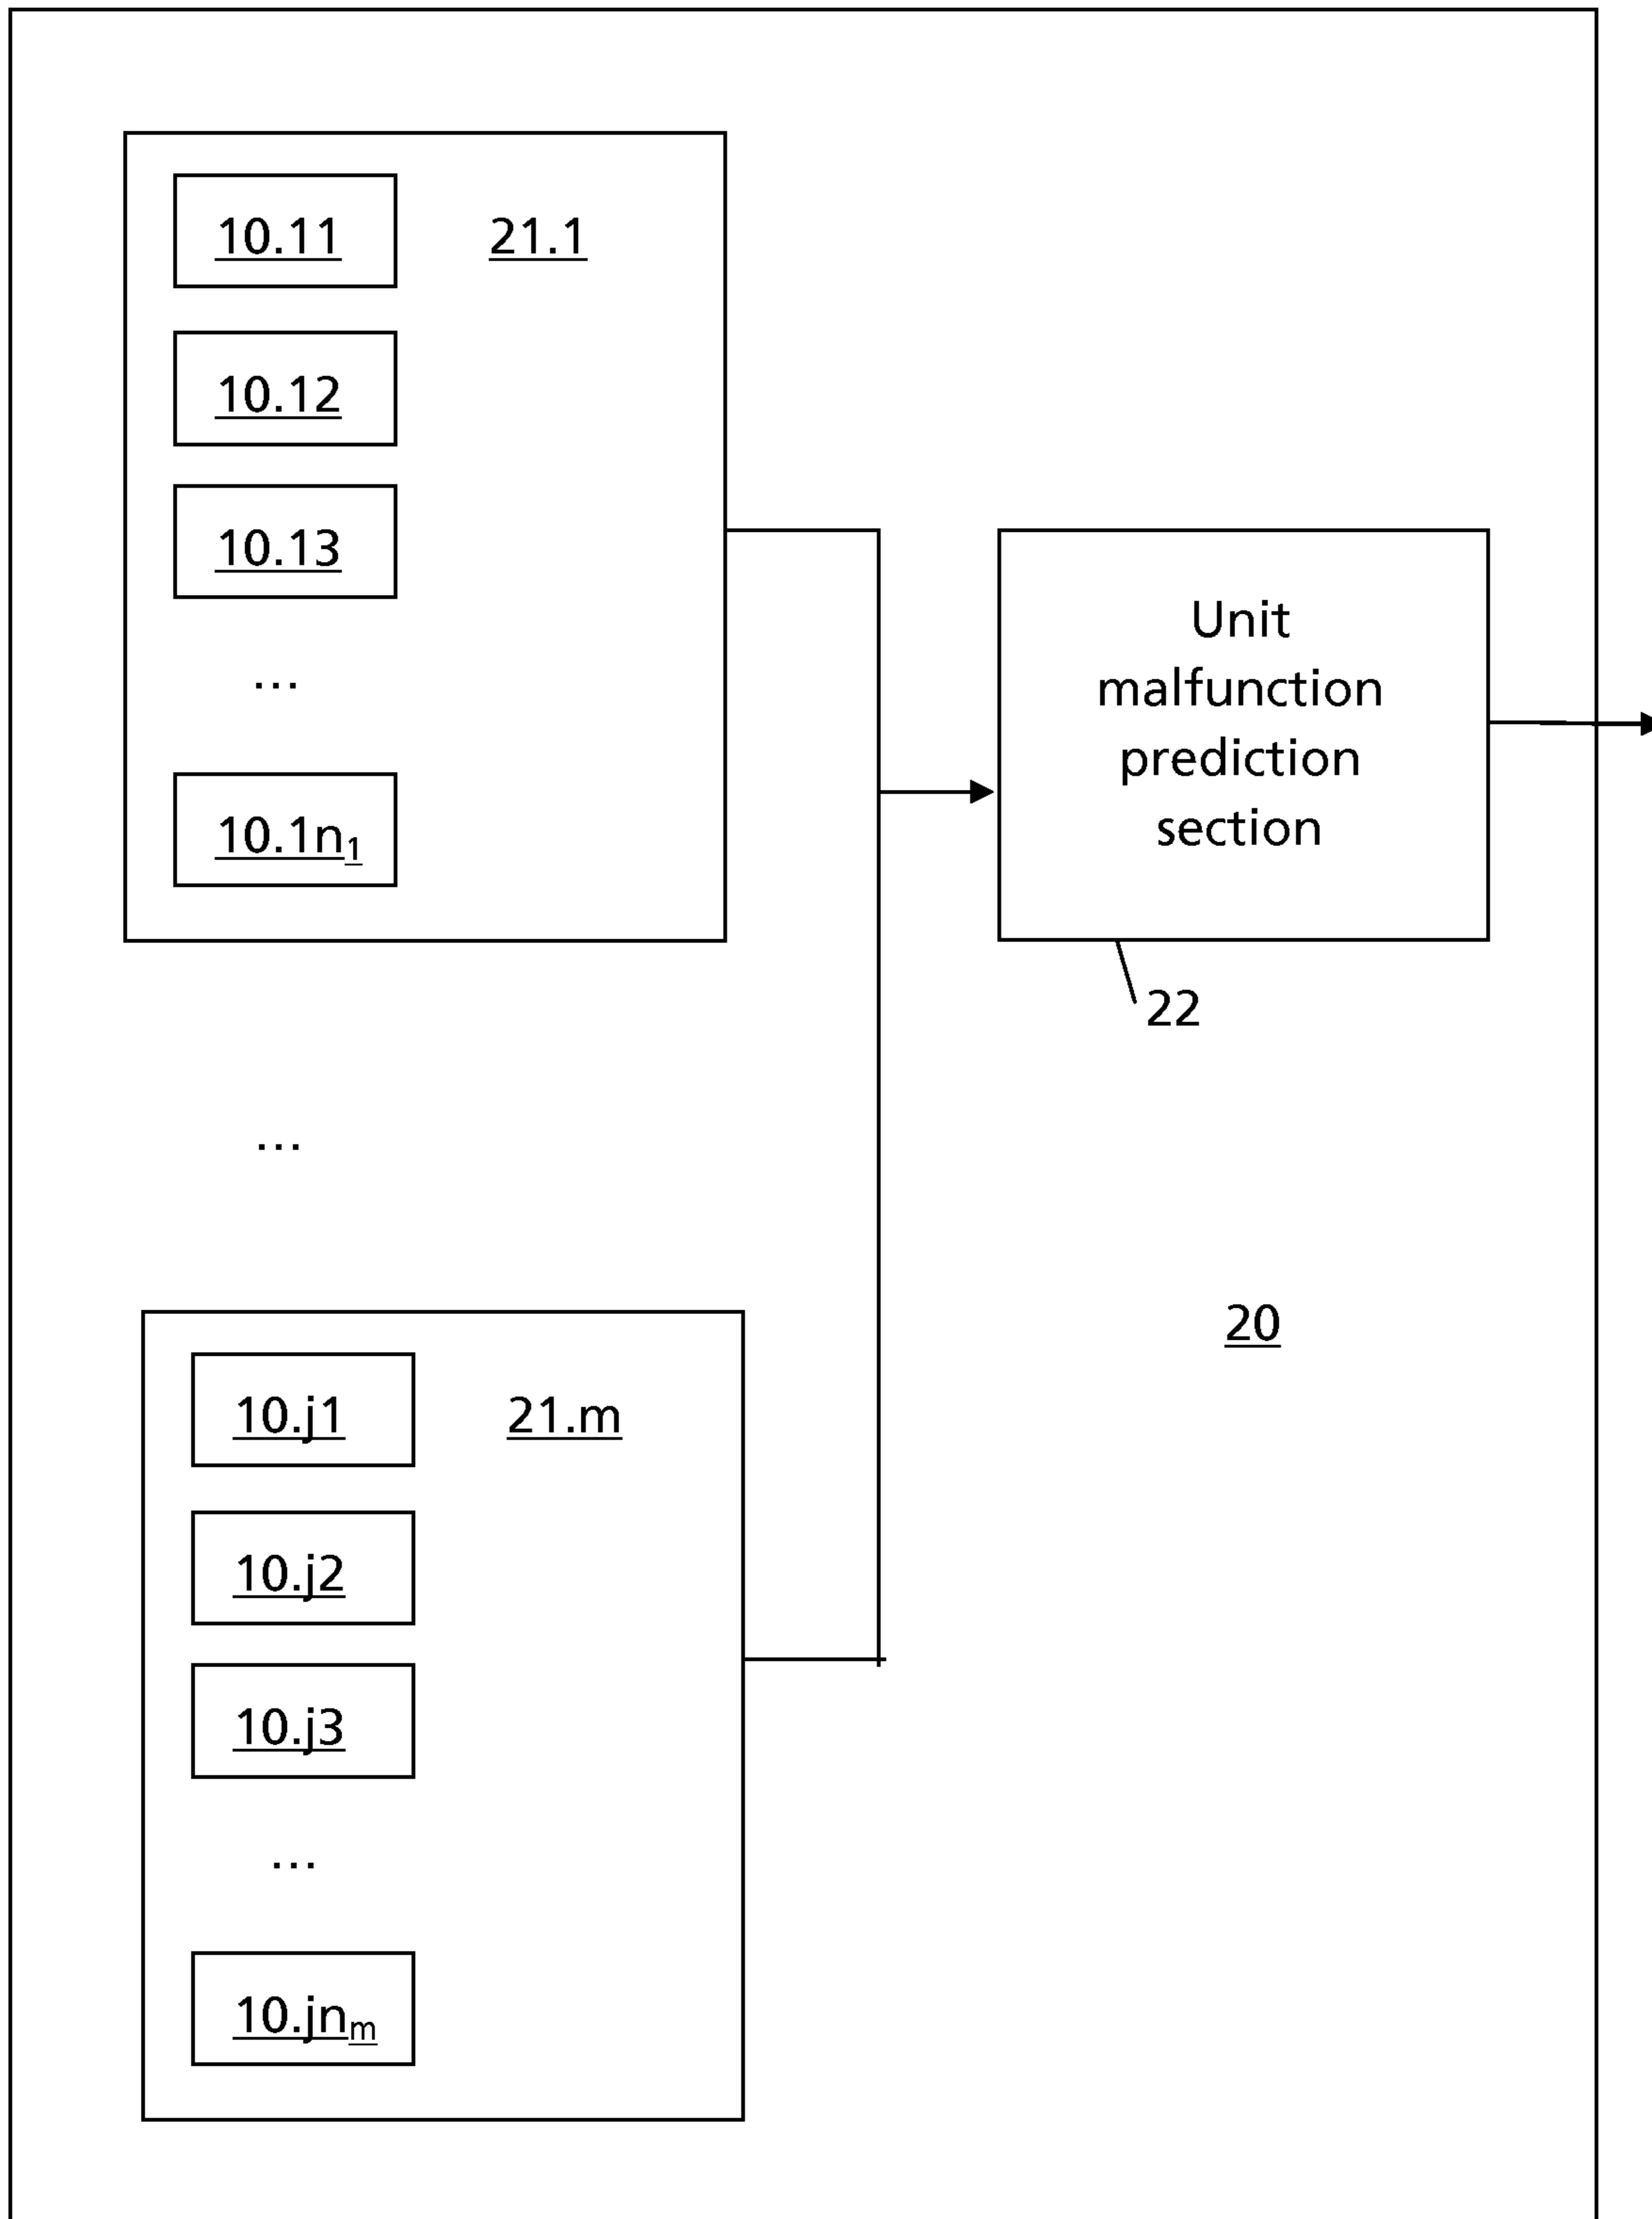 10.11
21.1
10.12
10.13
...
10.1n₁
Unit
malfunction
prediction
section
22
...
20
10.j1
21.m
10.j2
10.j3
...
10.jnₘ